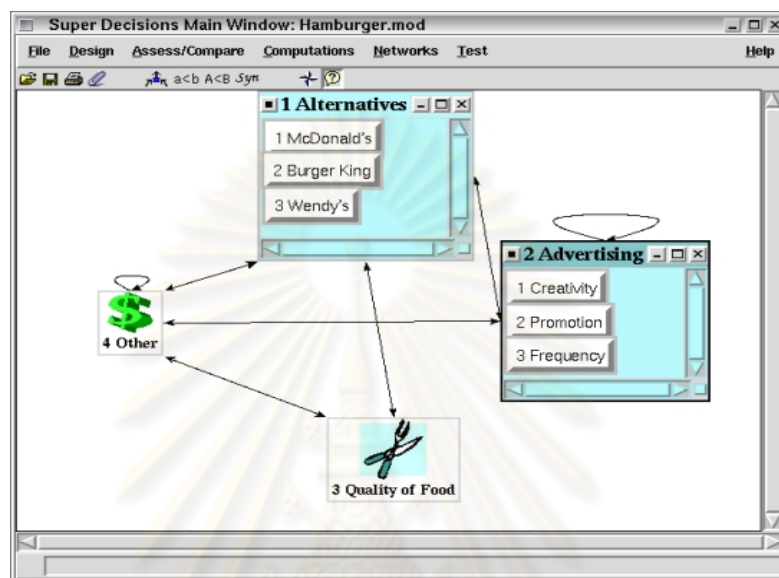 Super Decisions Main Window: Hamburger.mod
File Design Assess/Compare Computations Networks Test Help
a<b A<B Syn
1 Alternatives
1 McDonald's
2 Burger King
3 Wendy's
2 Advertising
1 Creativity
2 Promotion
3 Frequency
4 Other
3 Quality of Food